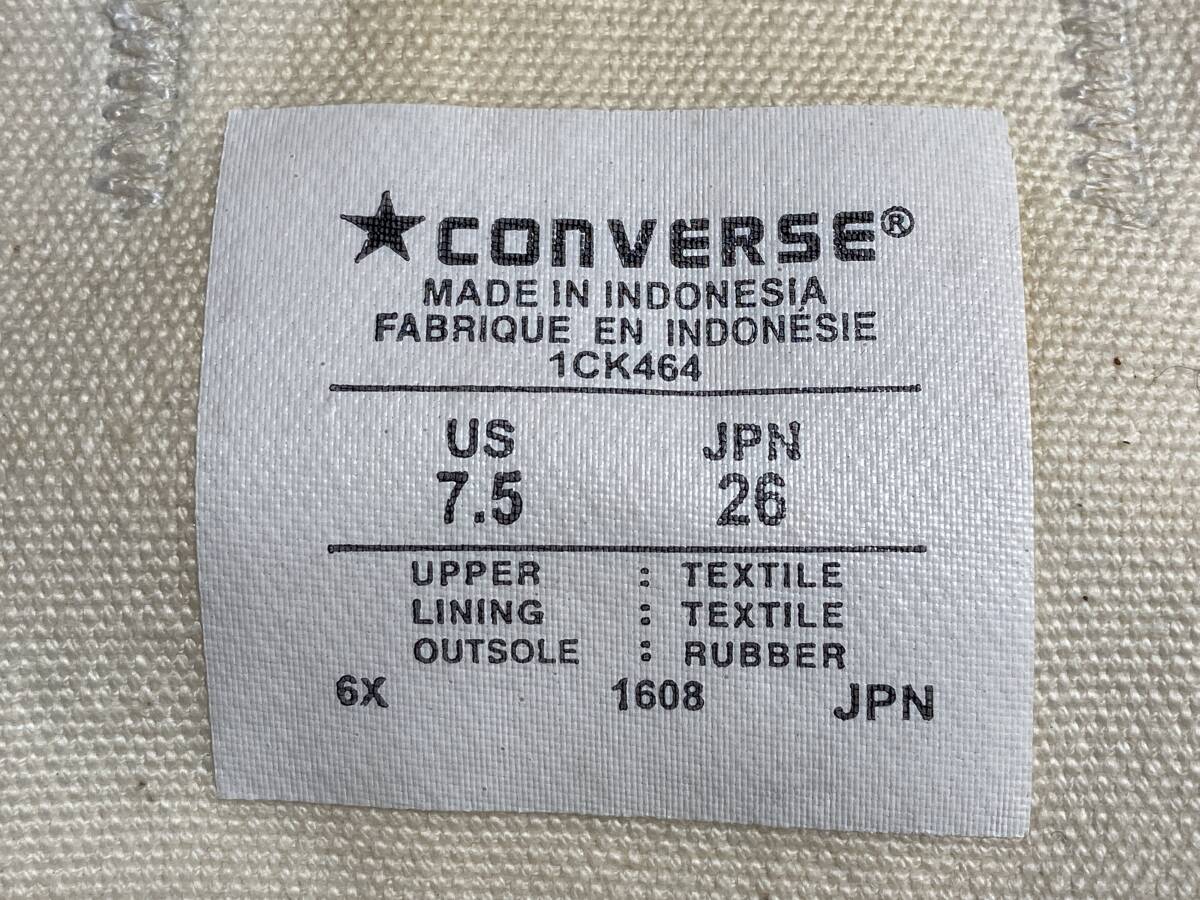 ★CONVERSE®
MADE IN INDONESIA
FABRIQUE EN INDONÉSIE
1CK464
US JPN
7.5 26
UPPER : TEXTILE
LINING : TEXTILE
OUTSOLE : RUBBER
6X 1608 JPN